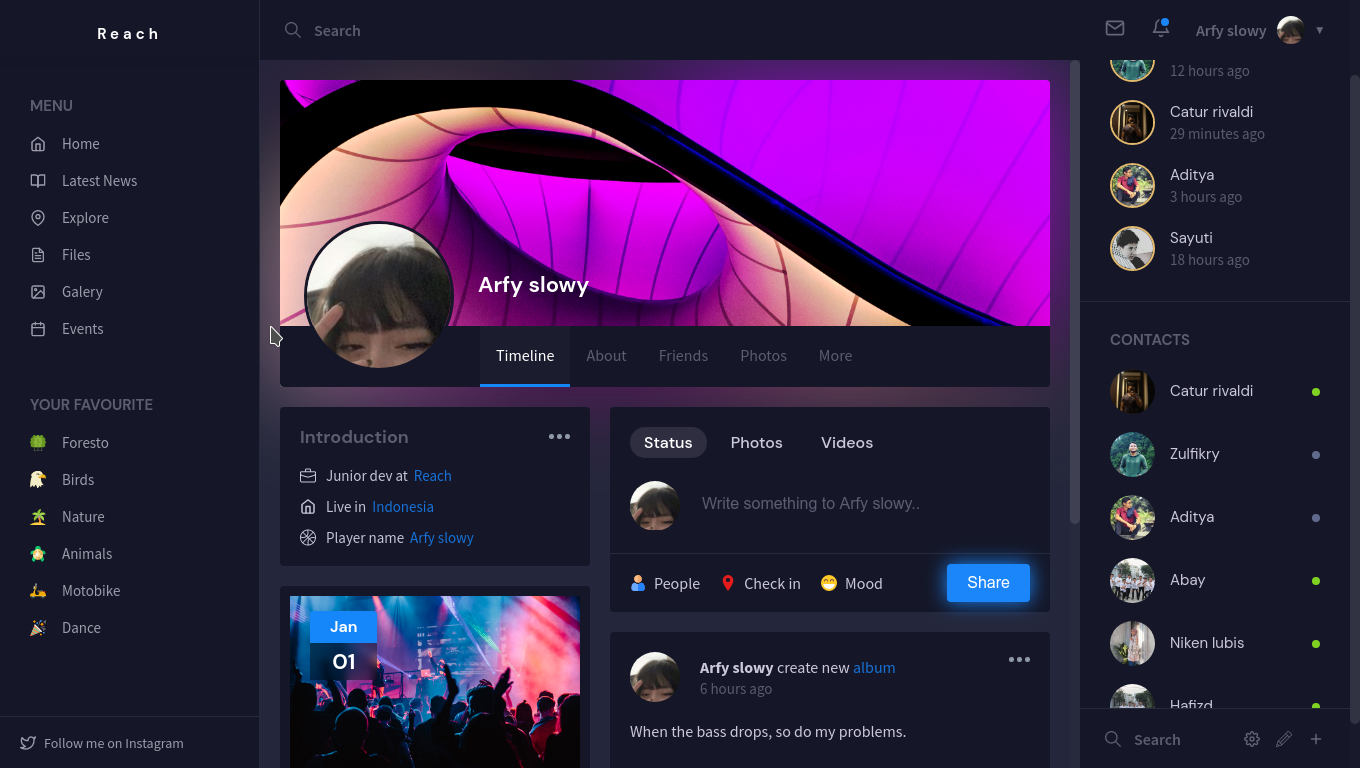 Reach
Search
Arfy slowy ▼
MENU
Home
Latest News
Explore
Files
Galery
Events
YOUR FAVOURITE
Foresto
Birds
Nature
Animals
Motobike
Dance
Follow me on Instagram
Arfy slowy
Timeline
About
Friends
Photos
More
Introduction
Junior dev at Reach
Live in Indonesia
Player name Arfy slowy
Jan
01
Status
Photos
Videos
Write something to Arfy slowy..
People
Check in
Mood
Share
Arfy slowy create new album
6 hours ago
When the bass drops, so do my problems.
12 hours ago
Catur rivaldi
29 minutes ago
Aditya
3 hours ago
Sayuti
18 hours ago
CONTACTS
Catur rivaldi
Zulfikry
Aditya
Abay
Niken lubis
Hafizd
Search